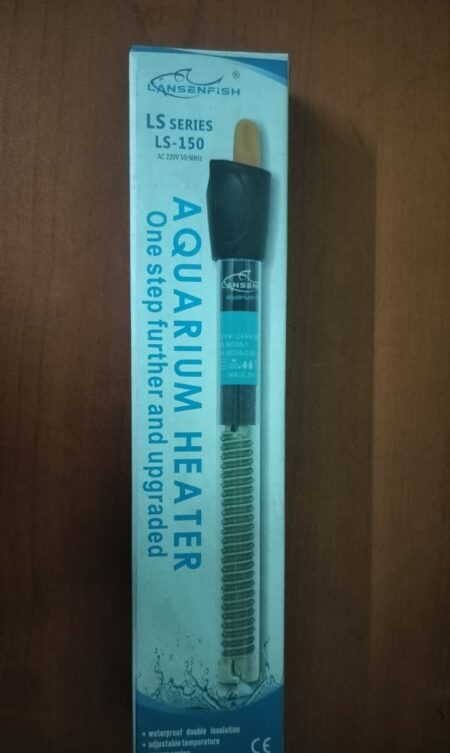 LANSENFISH ®
LS SERIES
LS-150
AC 220V 50/60Hz
AQUARIUM HEATER
One step further and upgraded
LANSENFISH
aquarium
• waterproof double insulation
• adjustable temperature
CE